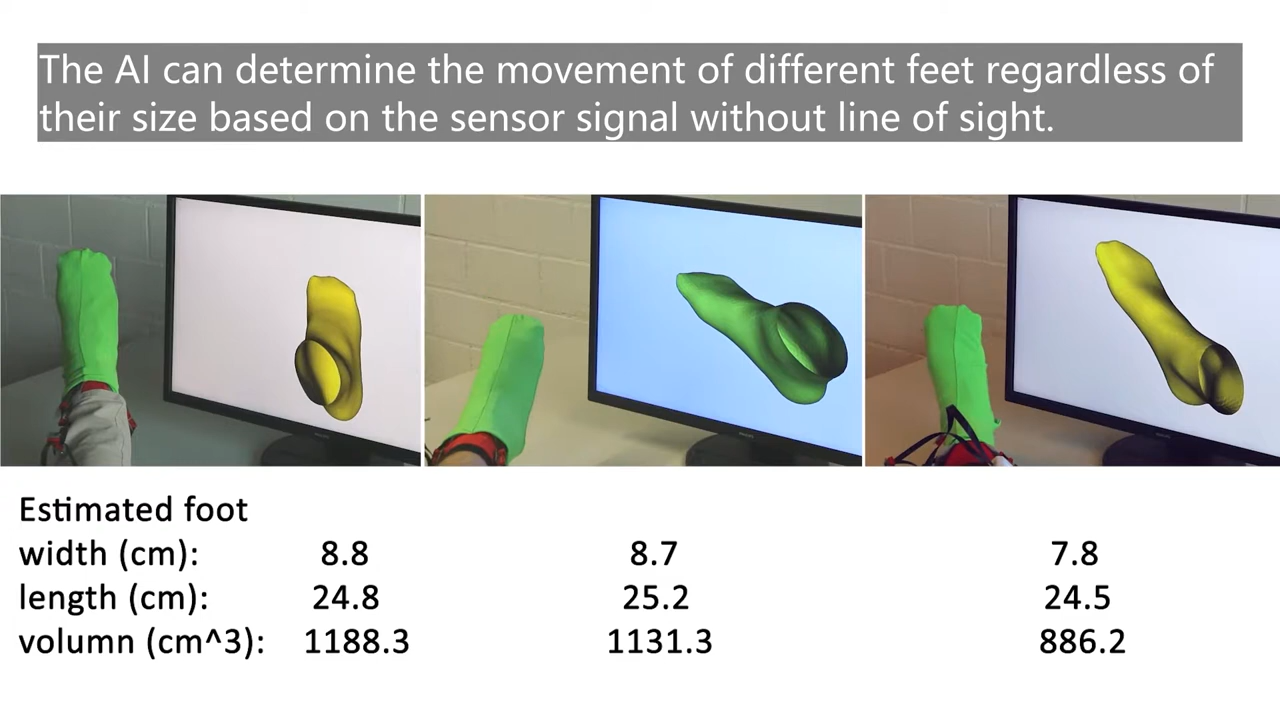 The AI can determine the movement of different feet regardless of
their size based on the sensor signal without line of sight.
Estimated foot
width (cm): 8.8 8.7 7.8
length (cm): 24.8 25.2 24.5
volumn (cm^3): 1188.3 1131.3 886.2